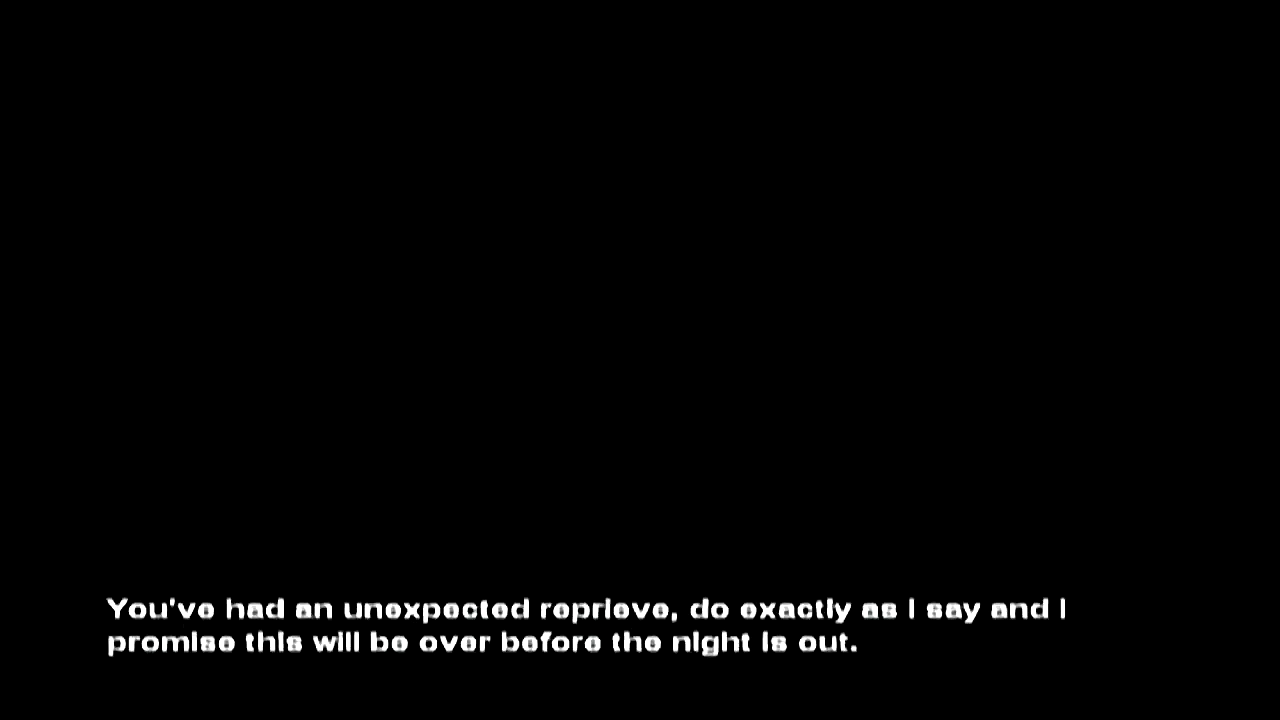 You've had an unexpected reprieve, do exactly as I say and I
promise this will be over before the night is out.